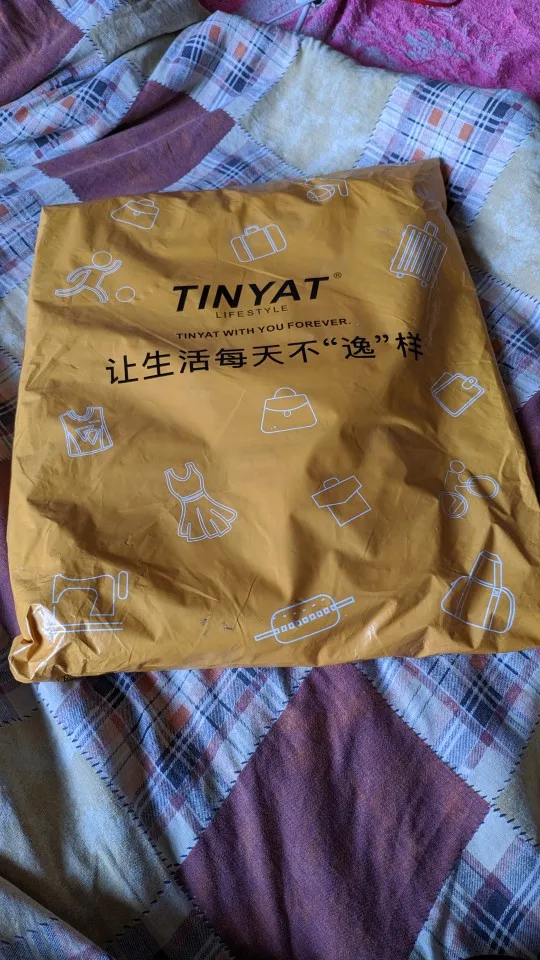 TINYAT®
LIFESTYLE
TINYAT WITH YOU FOREVER...
让生活每天不“逸”样